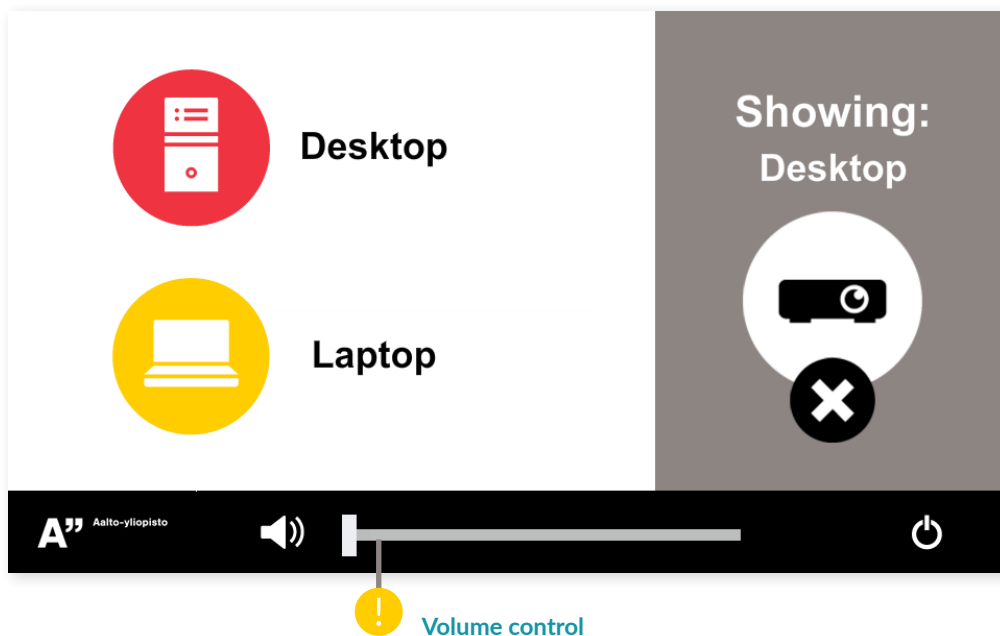 Desktop
Laptop
Showing:
Desktop
A”
Aalto-yliopisto
!
Volume control